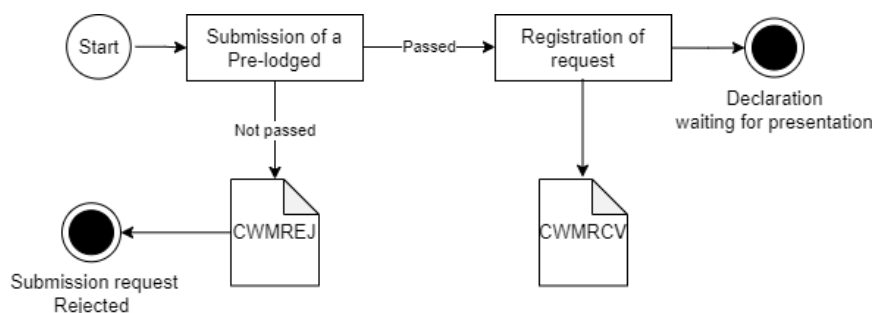 Start
Submission of a
Pre-lodged
Passed
Registration of
request
Declaration
waiting for presentation
Not passed
CWMREJ
CWMRCV
Submission request
Rejected